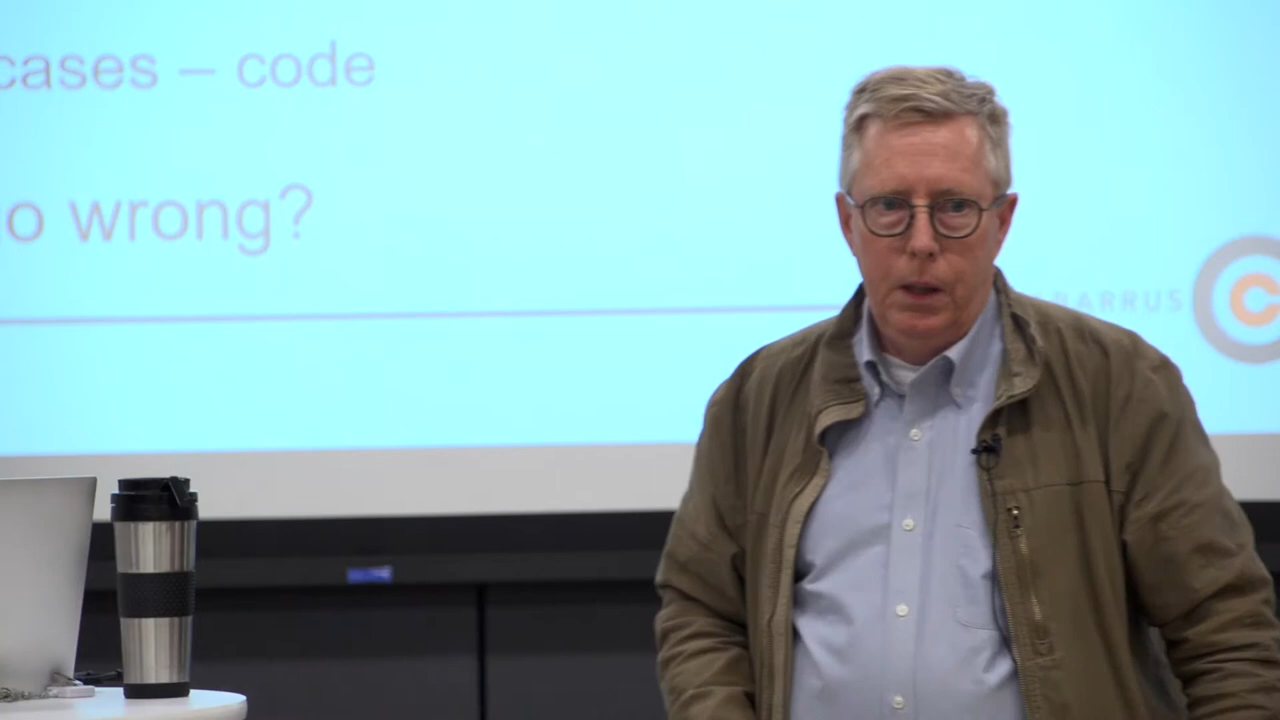 cases – code
o wrong?
BARRUS
C